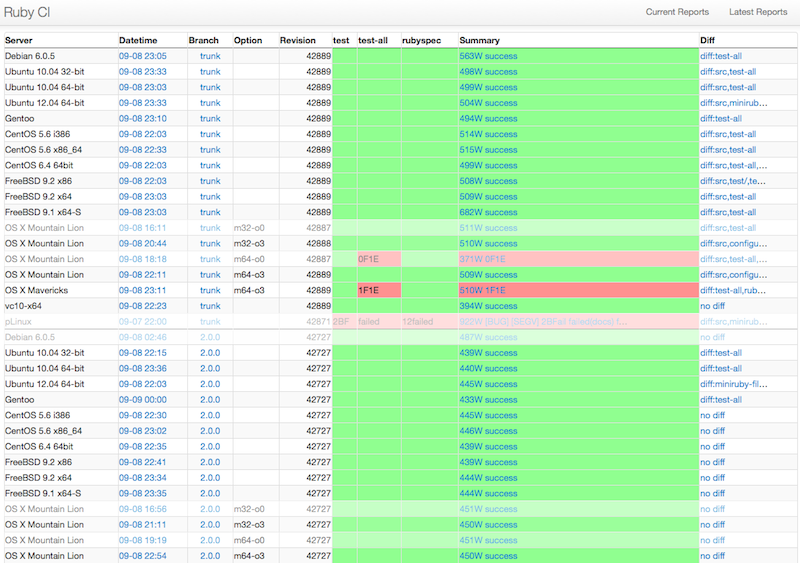 Ruby CI Current Reports Latest Reports
Server Datetime Branch Option Revision test test-all rubyspec Summary Diff
Debian 6.0.5 09-08 23:05 trunk 42889 563W success diff:test-all
Ubuntu 10.04 32-bit 09-08 23:33 trunk 42889 498W success diff:src,test-all
Ubuntu 10.04 64-bit 09-08 23:03 trunk 42889 499W success diff:src,test-all
Ubuntu 12.04 64-bit 09-08 23:33 trunk 42889 504W success diff:src,minirub…
Gentoo 09-08 23:10 trunk 42889 494W success diff:test-all
CentOS 5.6 i386 09-08 22:03 trunk 42889 514W success diff:src,test-all
CentOS 5.6 x86_64 09-08 22:33 trunk 42889 515W success diff:src,test-all
CentOS 6.4 64bit 09-08 22:03 trunk 42889 499W success diff:src,test-all,…
FreeBSD 9.2 x86 09-08 22:03 trunk 42889 508W success diff:src,test/,te…
FreeBSD 9.2 x64 09-08 23:03 trunk 42889 509W success diff:src,test-all
FreeBSD 9.1 x64-S 09-08 23:03 trunk 42889 682W success diff:src,test-all
OS X Mountain Lion 09-08 16:11 trunk m32-o0 42887 511W success diff:src,test-all
OS X Mountain Lion 09-08 20:44 trunk m32-o3 42888 510W success diff:src,configu…
OS X Mountain Lion 09-08 18:18 trunk m64-o0 42887 0F1E 371W 0F1E diff:src,test-all,…
OS X Mountain Lion 09-08 22:11 trunk m64-o3 42889 509W success diff:src,configu…
OS X Mavericks 09-08 23:11 trunk m64-o3 42889 1F1E 510W 1F1E diff:test-all,rub…
vc10-x64 09-08 22:23 trunk 42889 394W success no diff
pLinux 09-07 22:00 trunk 42871 2BF failed 12failed [BUG] [SEGV] 2BF failed(docs) f… diff:src,minirub…
Debian 6.0.5 09-08 02:46 2.0.0 42727 487W success no diff
Ubuntu 10.04 32-bit 09-08 22:15 2.0.0 42727 439W success diff:test-all
Ubuntu 10.04 64-bit 09-08 23:36 2.0.0 42727 440W success diff:test-all
Ubuntu 12.04 64-bit 09-08 22:03 2.0.0 42727 445W success diff:miniruby-fil…
Gentoo 09-09 00:00 2.0.0 42727 433W success diff:test-all
CentOS 5.6 i386 09-08 22:30 2.0.0 42727 445W success no diff
CentOS 5.6 x86_64 09-08 23:02 2.0.0 42727 446W success no diff
CentOS 6.4 64bit 09-08 22:35 2.0.0 42727 439W success no diff
FreeBSD 9.2 x86 09-08 22:41 2.0.0 42727 439W success no diff
FreeBSD 9.2 x64 09-08 23:34 2.0.0 42727 444W success no diff
FreeBSD 9.1 x64-S 09-08 23:35 2.0.0 42727 444W success no diff
OS X Mountain Lion 09-08 16:56 2.0.0 m32-o0 42727 451W success no diff
OS X Mountain Lion 09-08 21:11 2.0.0 m32-o3 42727 450W success no diff
OS X Mountain Lion 09-08 19:19 2.0.0 m64-o0 42727 451W success no diff
OS X Mountain Lion 09-08 22:54 2.0.0 m64-o3 42727 450W success no diff